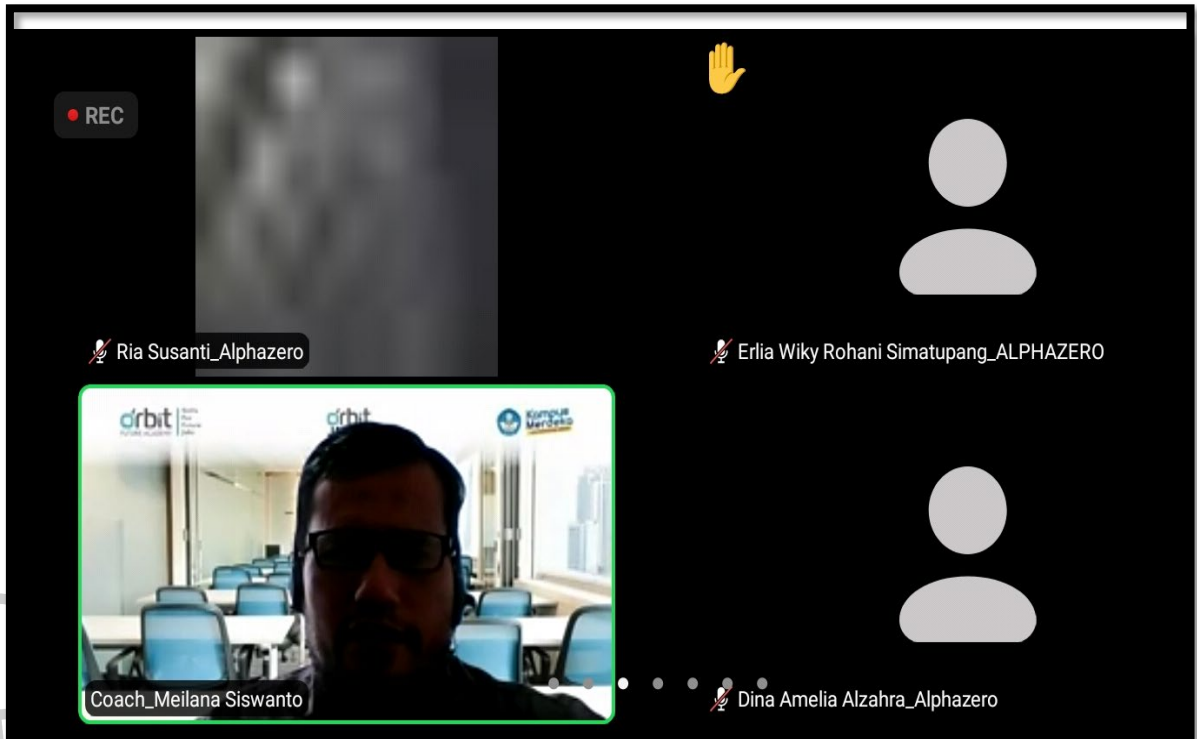 REC
Ria Susanti_Alphazero
Erlia Wiky Rohani Simatupang_ALPHAZERO
orbit
FUTURE ACADEMY
orbit
Kampus
Merdeka
Coach_Meilana Siswanto
Dina Amelia Alzahra_Alphazero